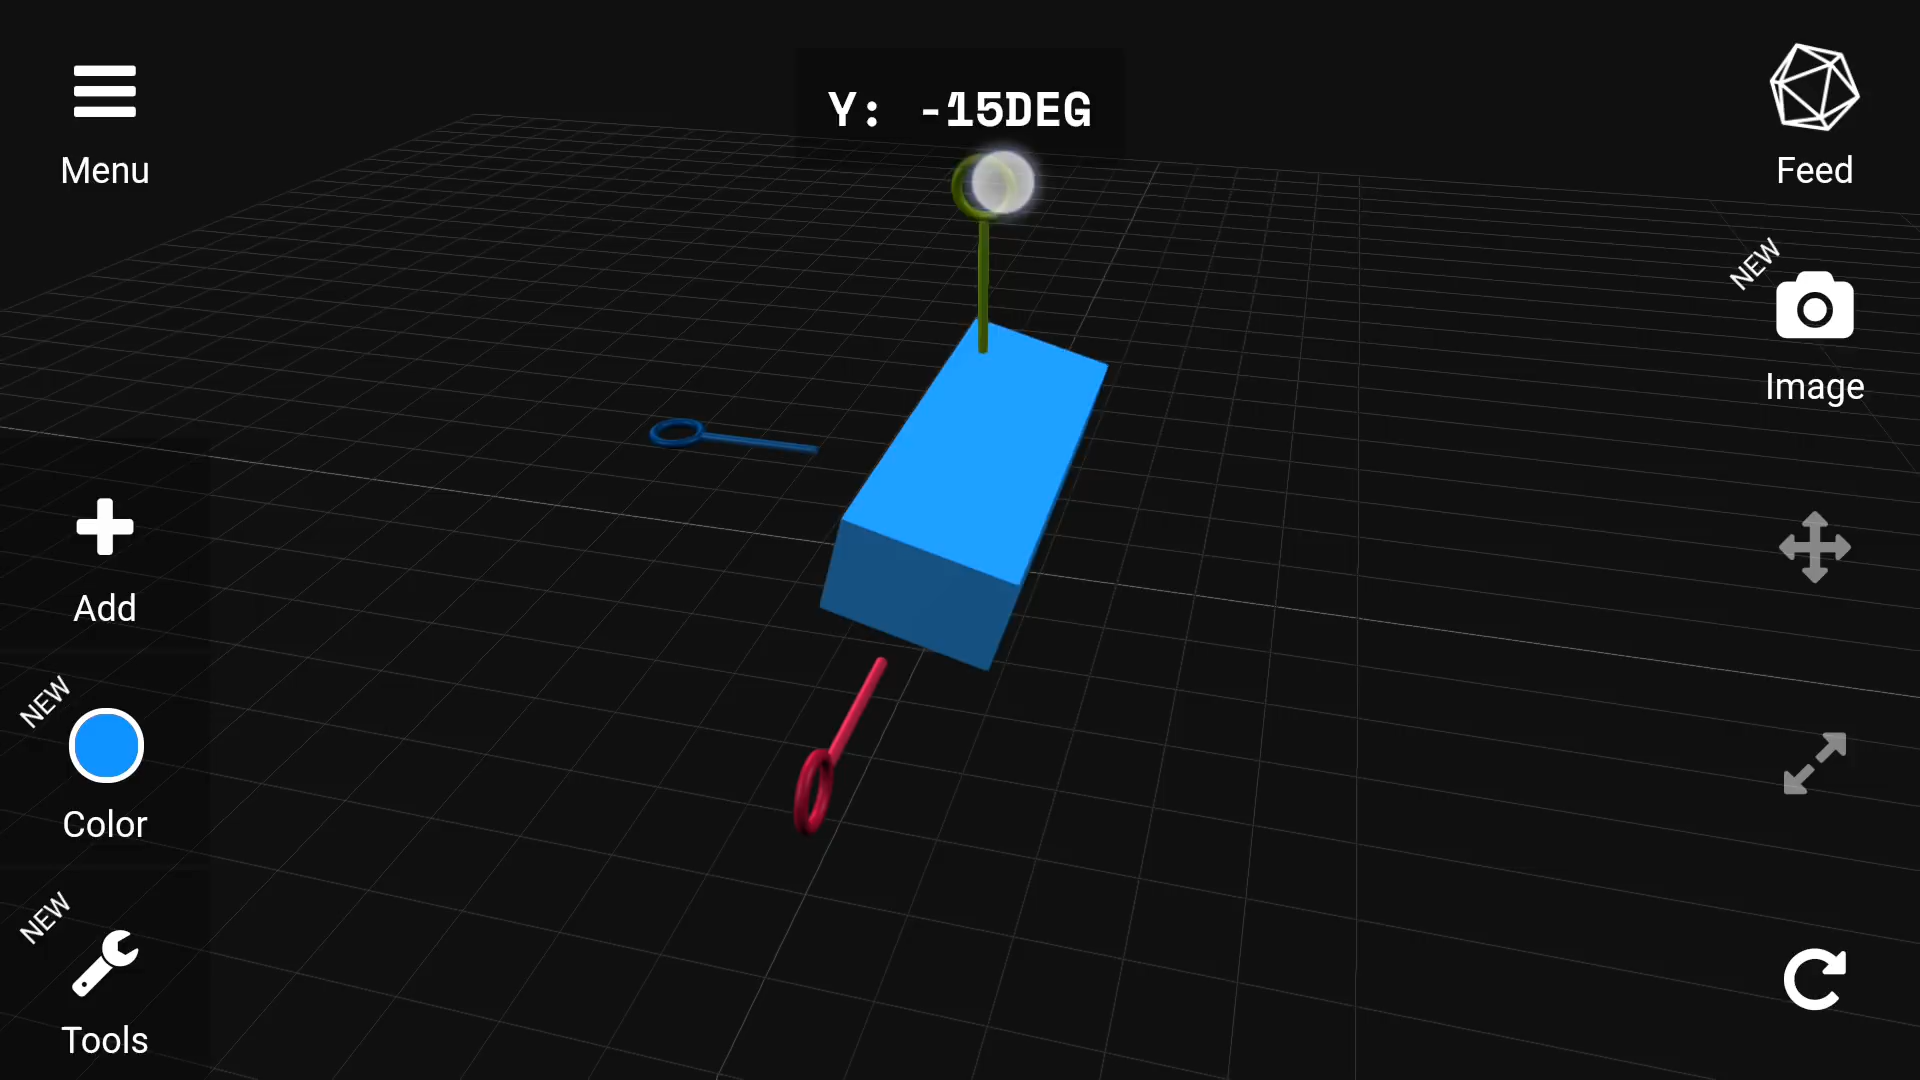 Y: -15DEG
Menu
Feed
NEW
Image
Add
NEW
Color
NEW
Tools